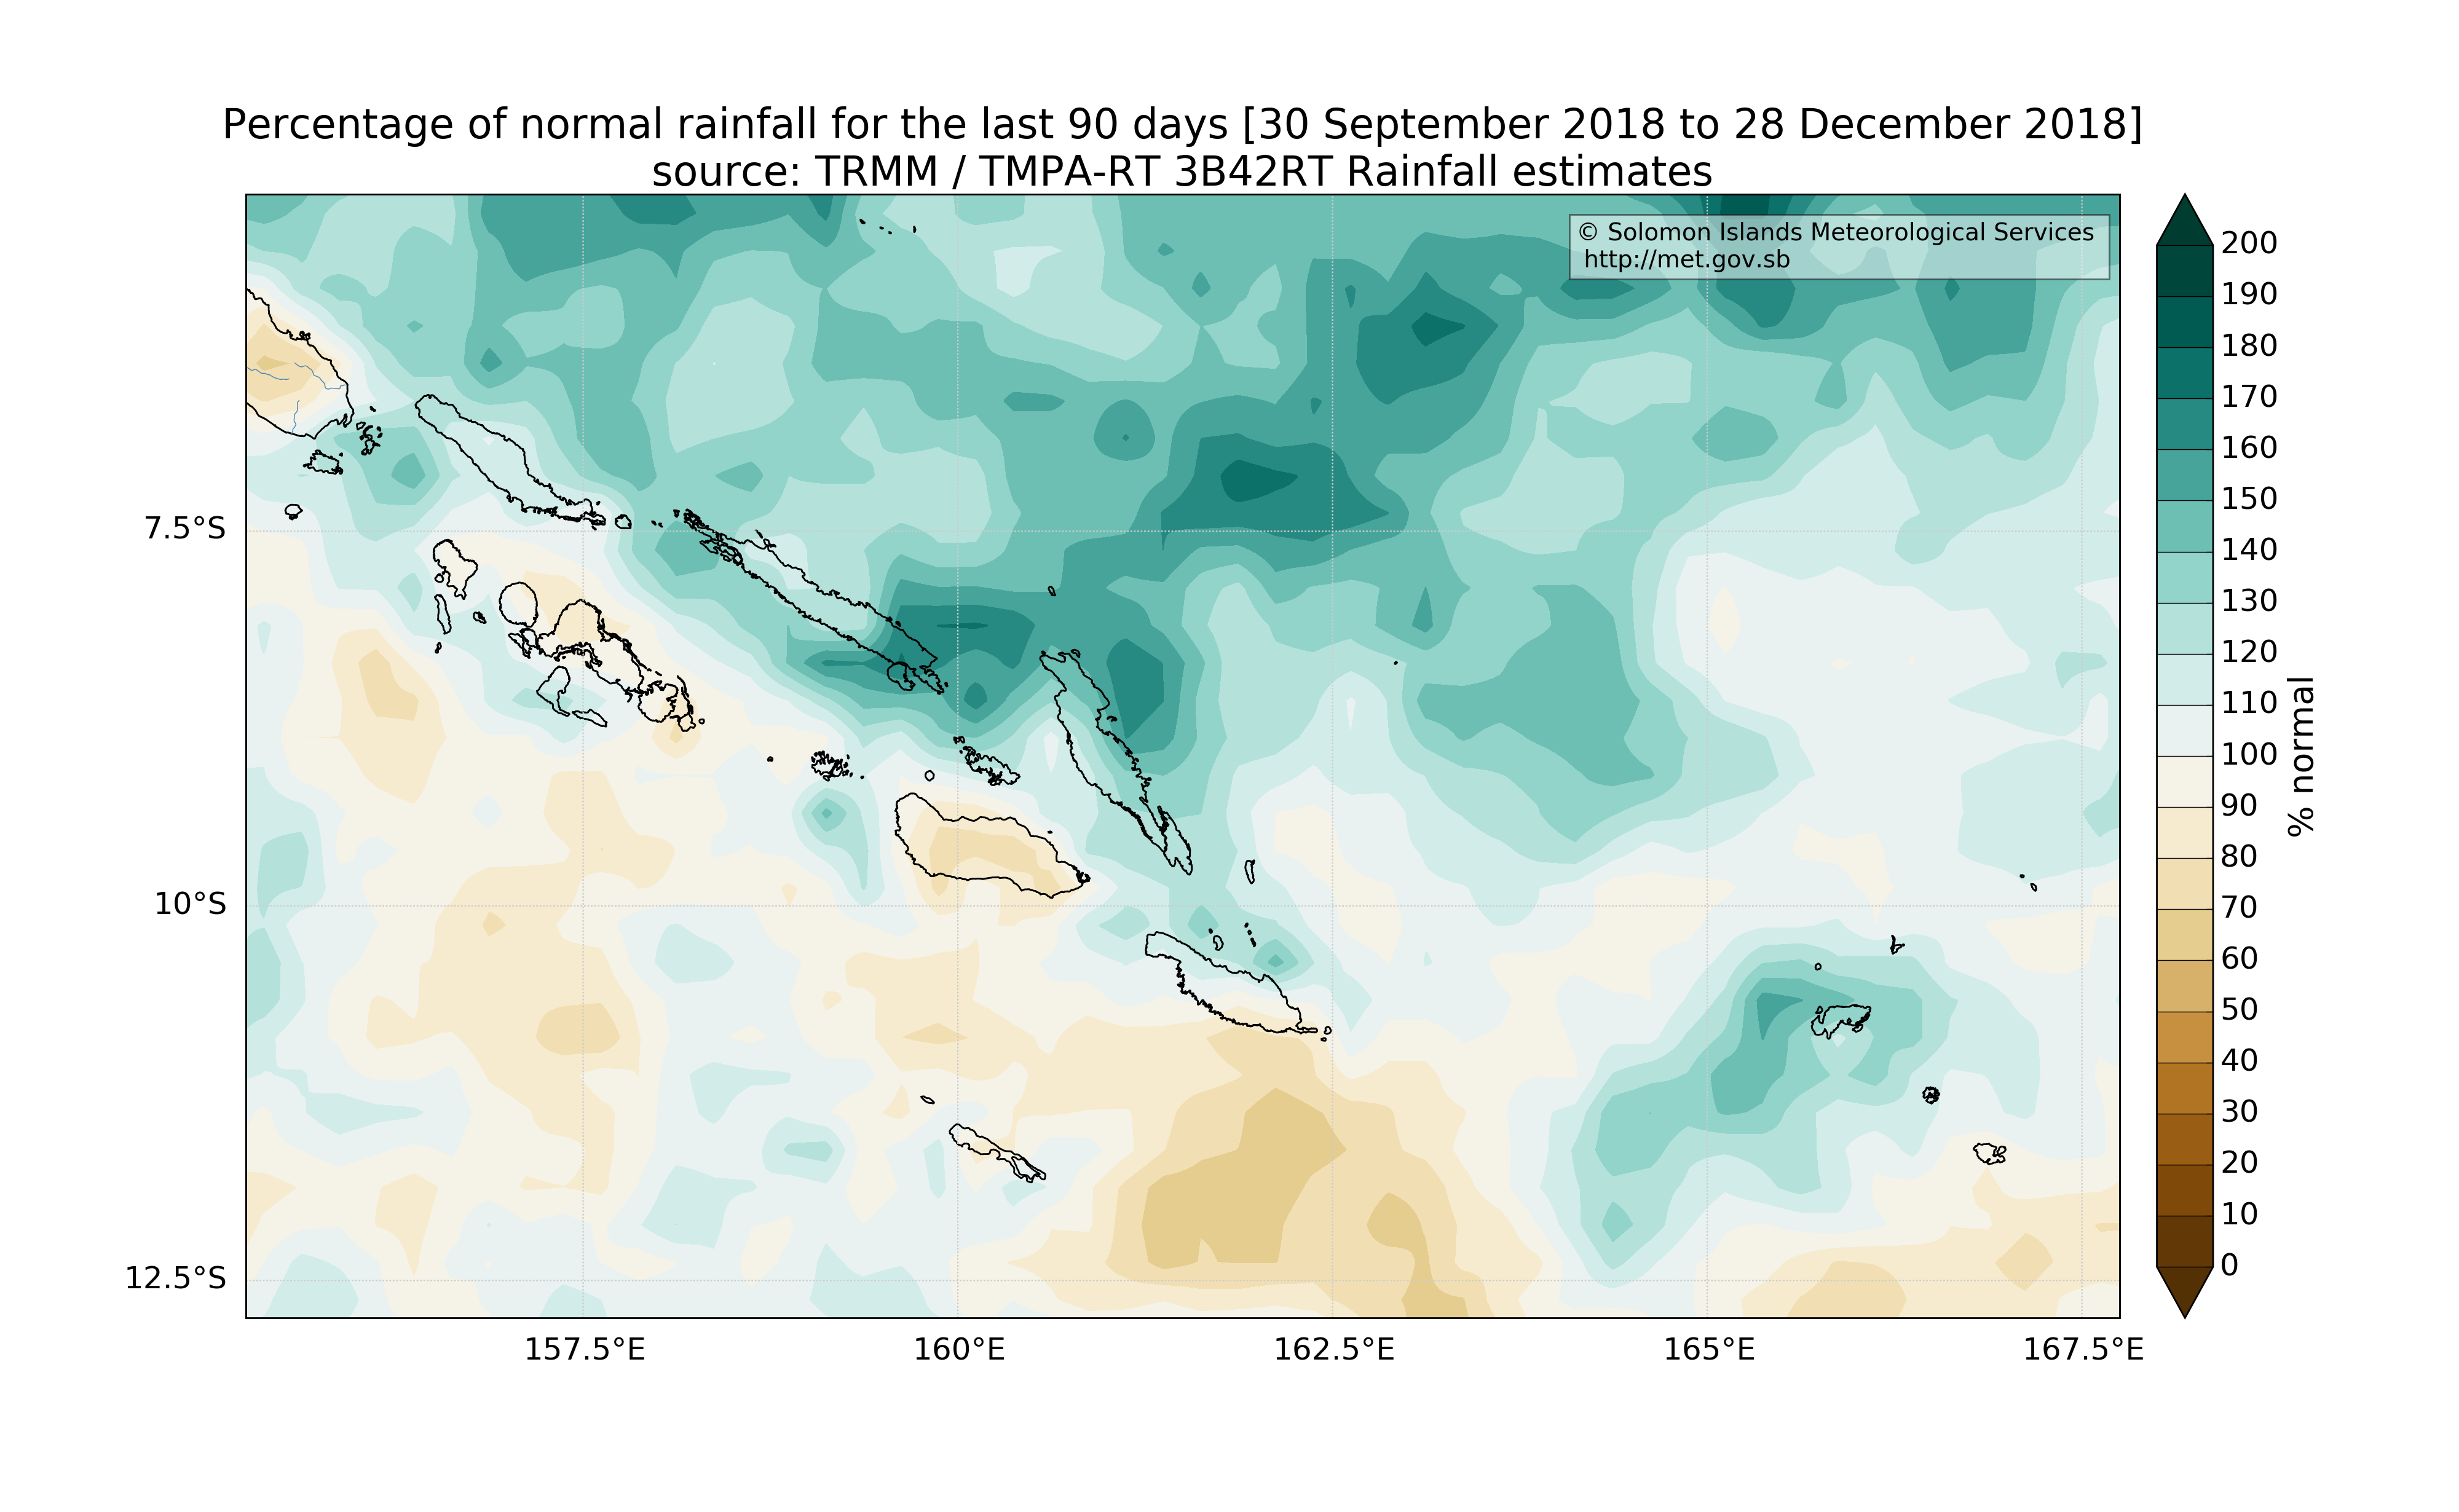 Percentage of normal rainfall for the last 90 days [30 September 2018 to 28 December 2018]
source: TRMM / TMPA-RT 3B42RT Rainfall estimates
© Solomon Islands Meteorological Services
http://met.gov.sb
7.5°S
10°S
12.5°S
157.5°E
160°E
162.5°E
165°E
167.5°E
200
190
180
170
160
150
140
130
120
110
100
90
80
70
60
50
40
30
20
10
0
% normal